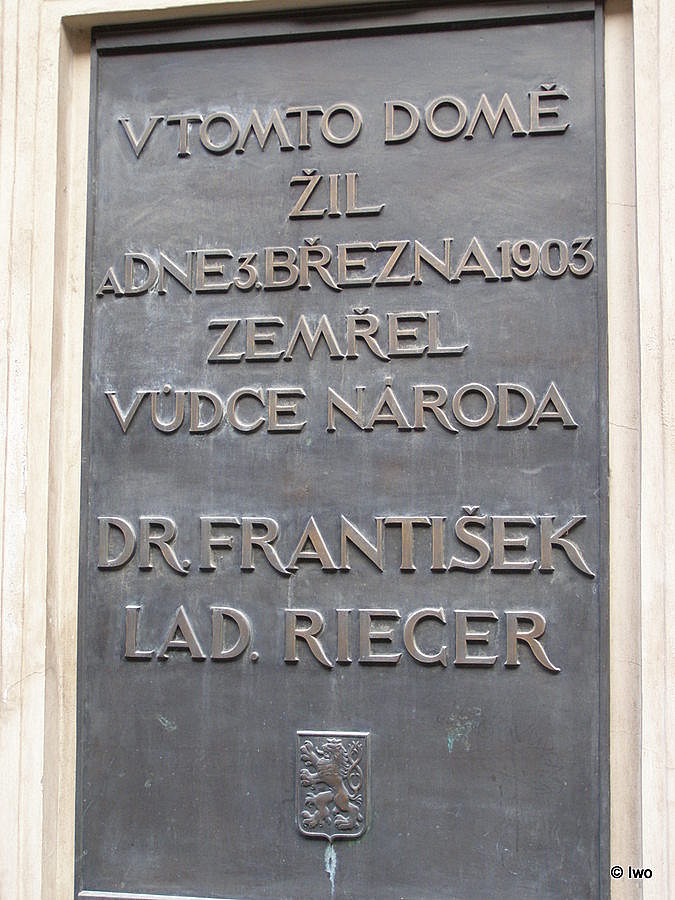 V TOMTO DOMĚ
ŽIL
A DNE 3. BŘEZNA 1903
ZEMŘEL
VŮDCE NÁRODA
DR. FRANTIŠEK
LAD. RIEGER
© Iwo